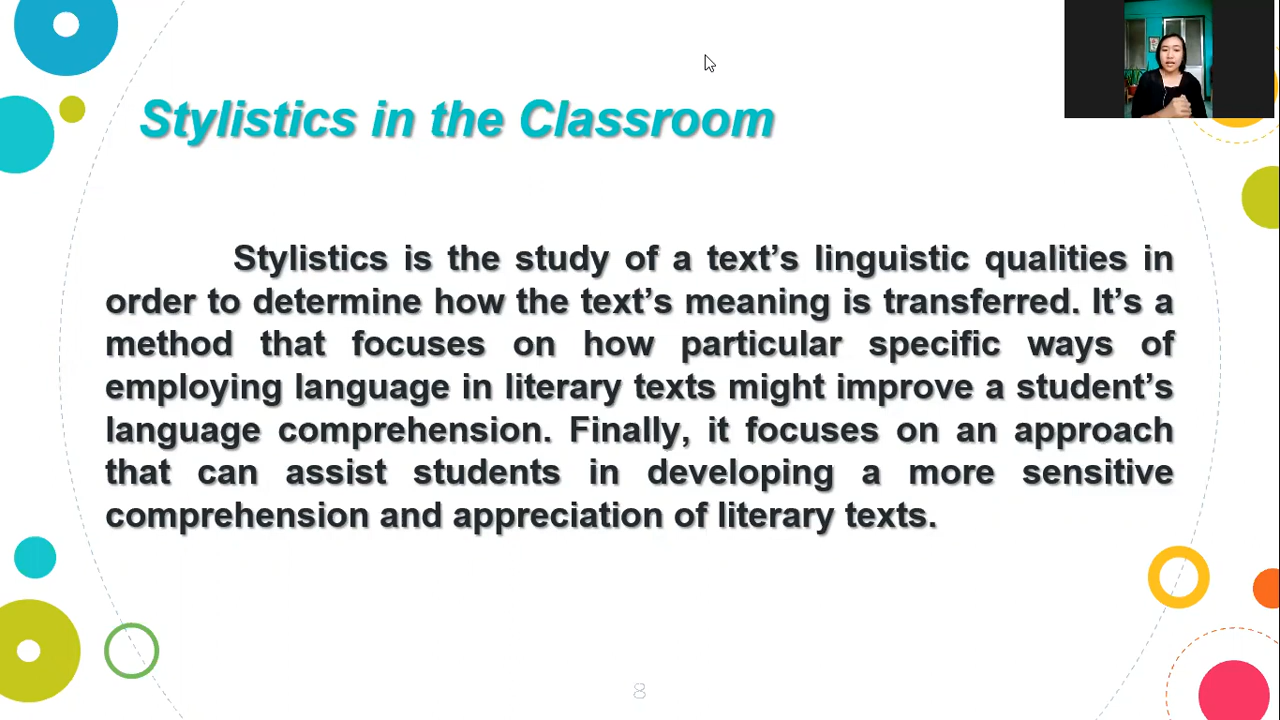 Stylistics in the Classroom
Stylistics is the study of a text’s linguistic qualities in
order to determine how the text’s meaning is transferred. It’s a
method that focuses on how particular specific ways of
employing language in literary texts might improve a student’s
language comprehension. Finally, it focuses on an approach
that can assist students in developing a more sensitive
comprehension and appreciation of literary texts.
8